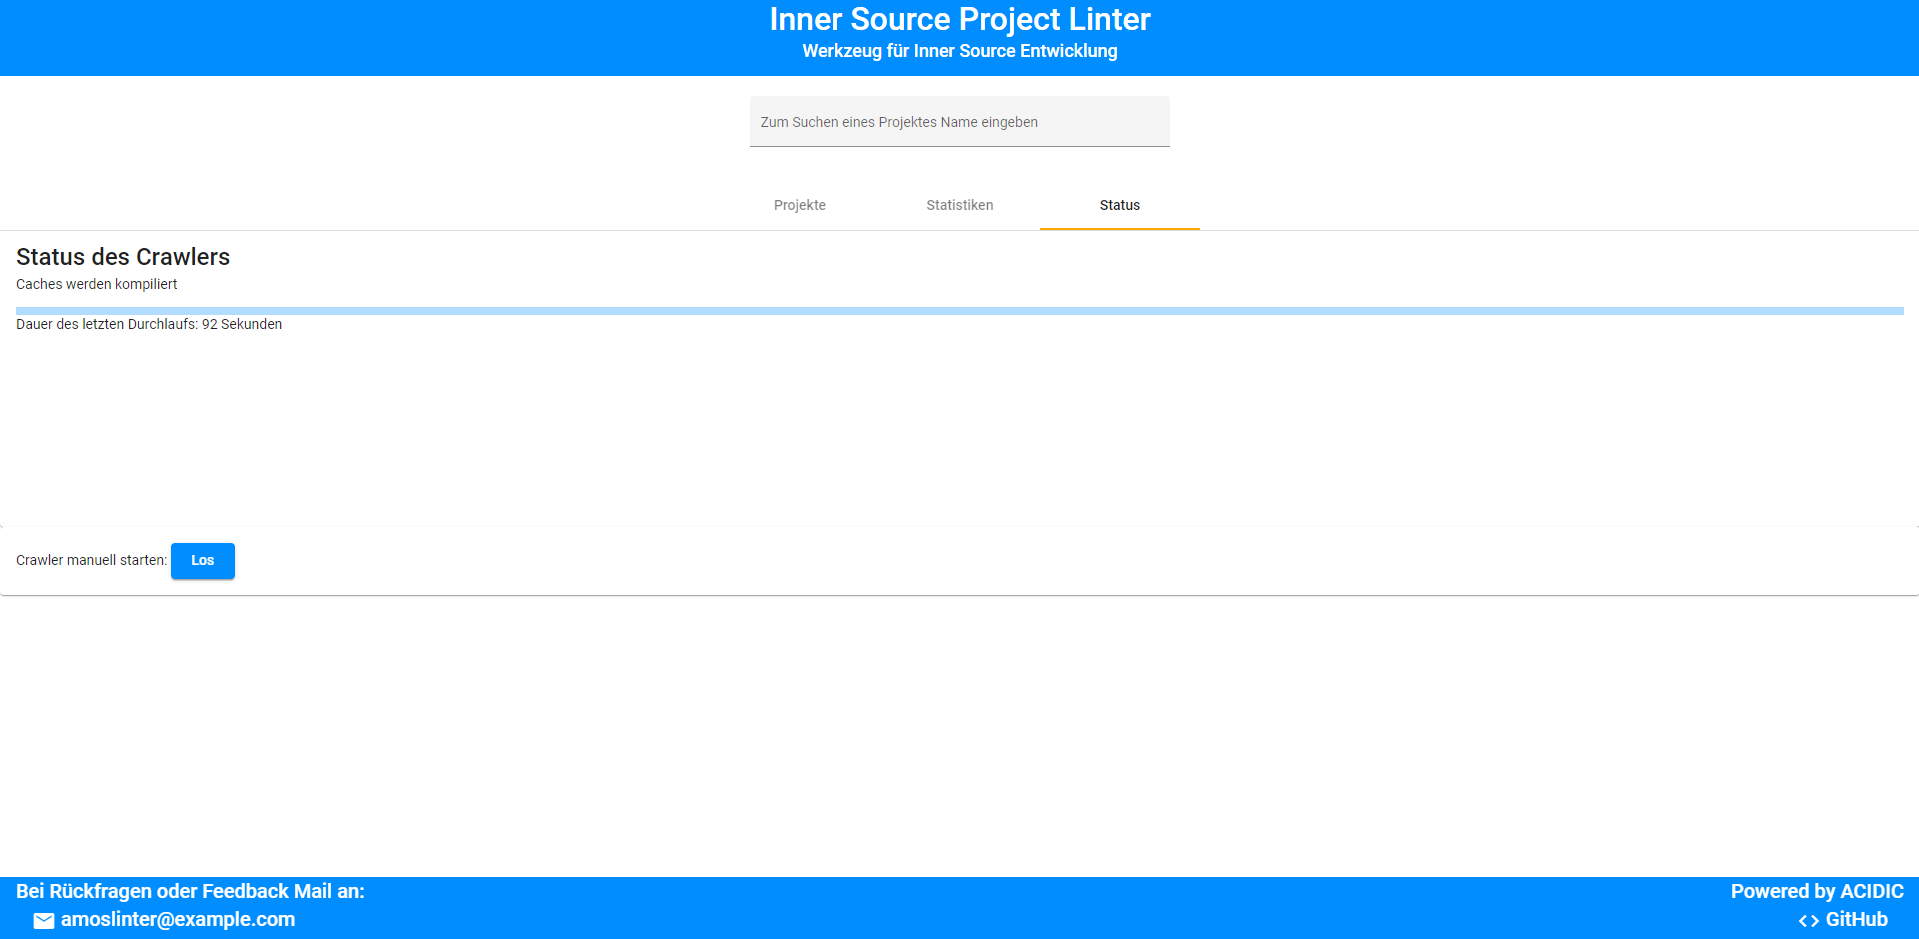 Inner Source Project Linter
Werkzeug für Inner Source Entwicklung
Zum Suchen eines Projektes Name eingeben
Projekte
Statistiken
Status
Status des Crawlers
Caches werden kompiliert
Dauer des letzten Durchlaufs: 92 Sekunden
Crawler manuell starten: Los
Bei Rückfragen oder Feedback Mail an:
amoslinter@example.com
Powered by ACIDIC
GitHub